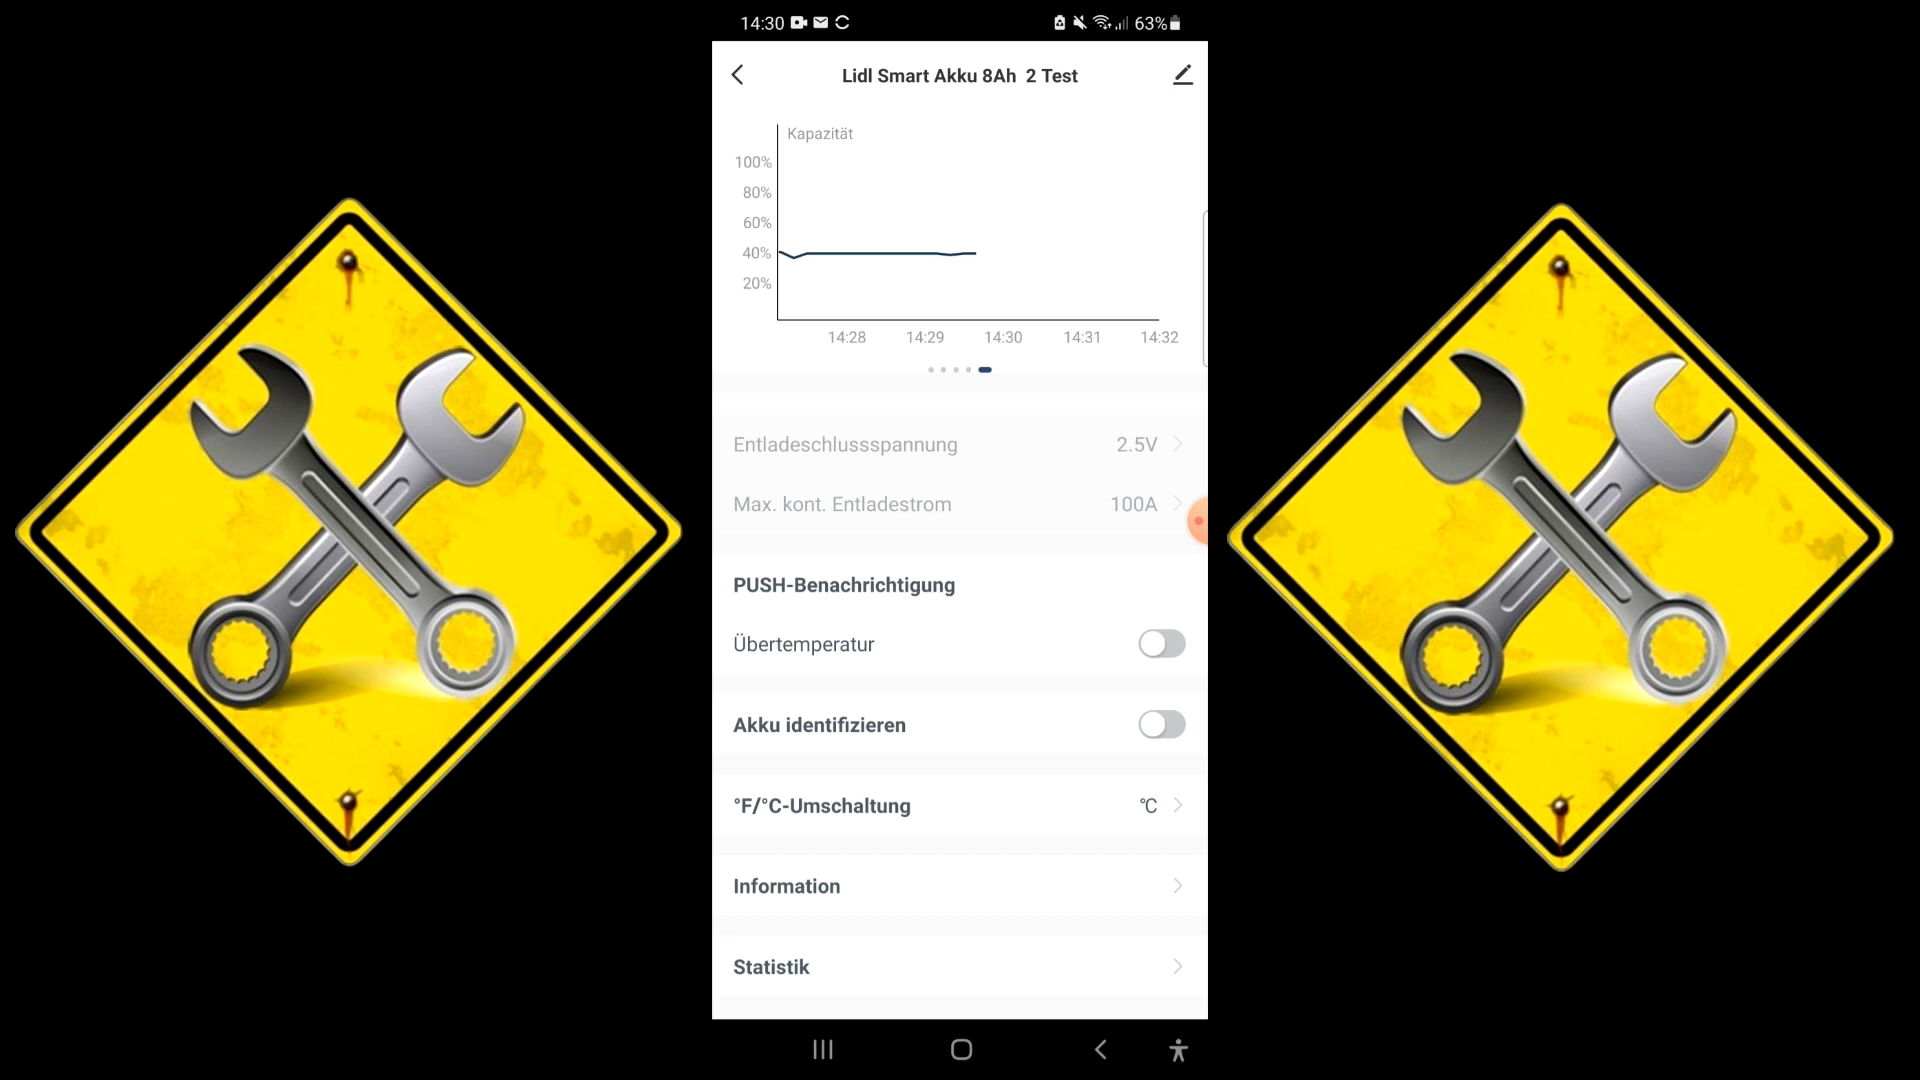 14:30 63%
Lidl Smart Akku 8Ah 2 Test
Kapazität
100%
80%
60%
40%
20%
14:28 14:29 14:30 14:31 14:32
Entladeschlussspannung 2.5V
Max. kont. Entladestrom 100A
PUSH-Benachrichtigung
Übertemperatur
Akku identifizieren
°F/°C-Umschaltung °C
Information
Statistik